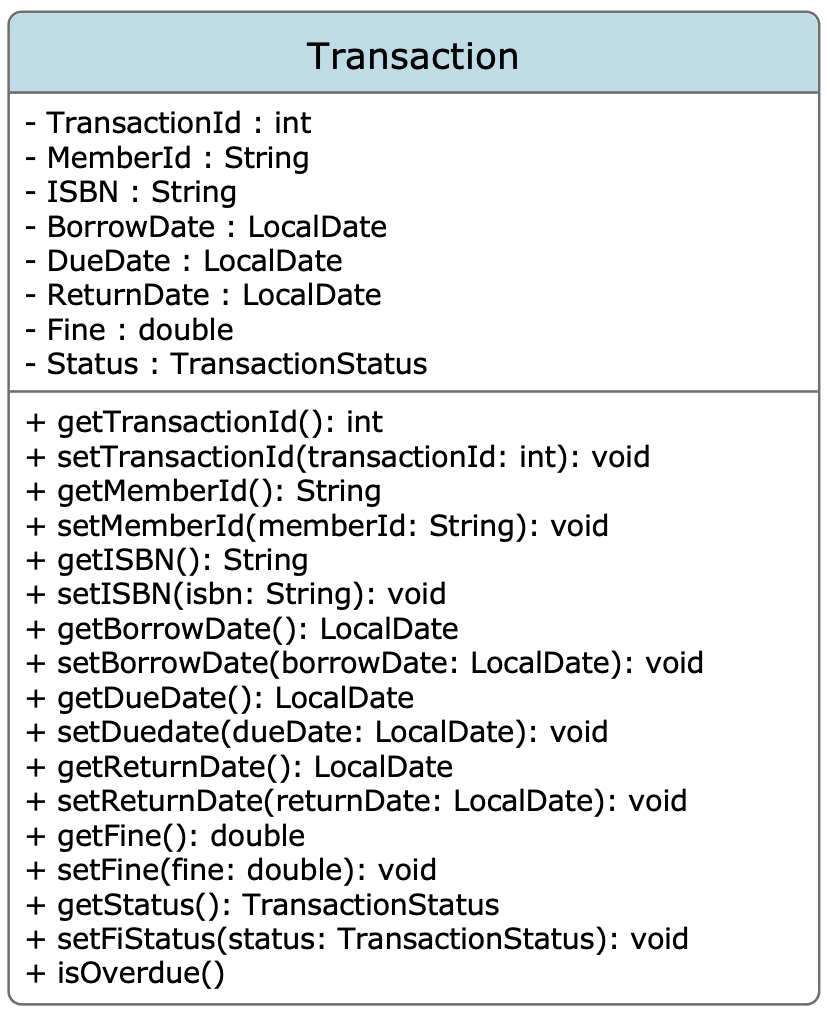 Transaction
- TransactionId : int
- MemberId : String
- ISBN : String
- BorrowDate : LocalDate
- DueDate : LocalDate
- ReturnDate : LocalDate
- Fine : double
- Status : TransactionStatus
+ getTransactionId(): int
+ setTransactionId(transactionId: int): void
+ getMemberId(): String
+ setMemberId(memberId: String): void
+ getISBN(): String
+ setISBN(isbn: String): void
+ getBorrowDate(): LocalDate
+ setBorrowDate(borrowDate: LocalDate): void
+ getDueDate(): LocalDate
+ setDuedate(dueDate: LocalDate): void
+ getReturnDate(): LocalDate
+ setReturnDate(returnDate: LocalDate): void
+ getFine(): double
+ setFine(fine: double): void
+ getStatus(): TransactionStatus
+ setFiStatus(status: TransactionStatus): void
+ isOverdue()